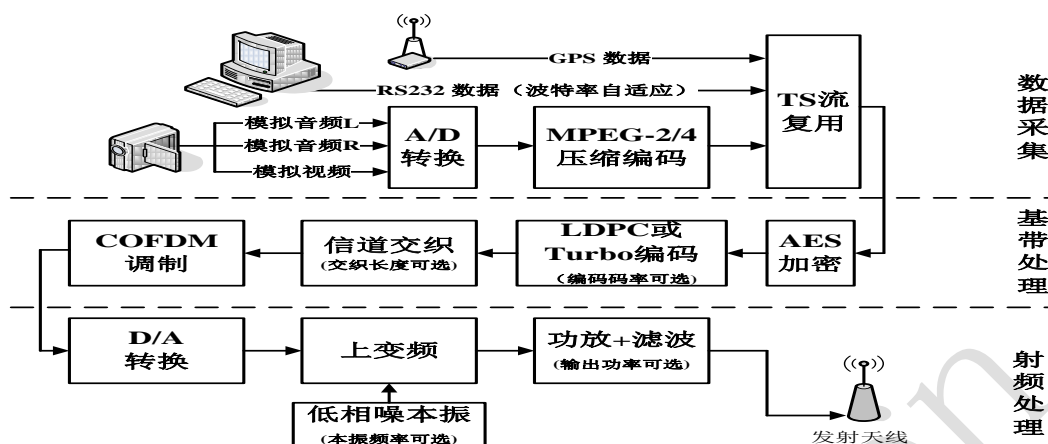 GPS 数据
RS232 数据（波特率自适应）
模拟音频L
模拟音频R
模拟视频
A/D
转换
MPEG-2/4
压缩编码
TS流
复用
数据采集
COFDM
调制
信道交织
(交织长度可选)
LDPC或
Turbo编码
(编码码率可选)
AES
加密
基带处理
D/A
转换
上变频
功放+滤波
(输出功率可选)
低相噪本振
(本振频率可选)
发射天线
射频处理